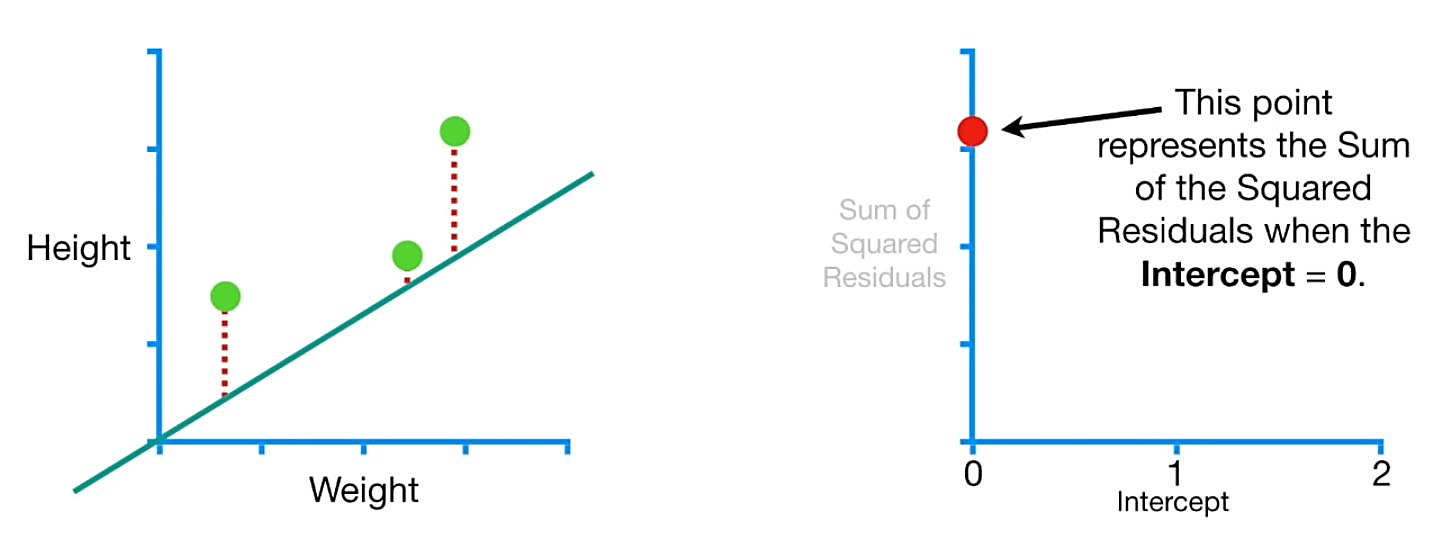 Height
Weight
Sum of
Squared
Residuals
This point
represents the Sum
of the Squared
Residuals when the
Intercept = 0.
0 1 2
Intercept